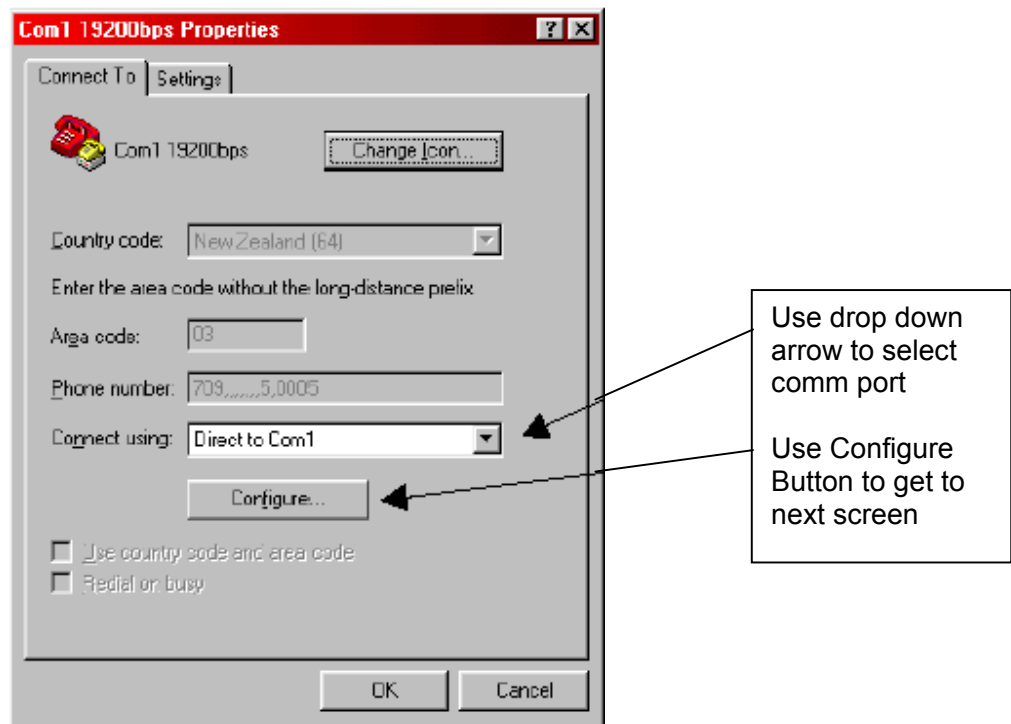 Com1 19200bps Properties
Connect To
Settings
Com1 19200bps
Change Icon...
Country code:
New Zealand (64)
Enter the area code without the long-distance prefix
Area code:
03
Phone number:
709,,,,,,,5,0005
Connect using:
Direct to Com1
Configure...
Use country code and area code
Redial on busy
OK
Cancel
Use drop down
arrow to select
comm port
Use Configure
Button to get to
next screen